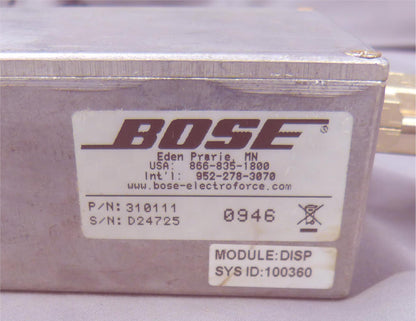 BOSE®
Eden Prarie, MN
USA: 866-835-1800
Int'l: 952-278-3070
www.bose-electroforce.com
P/N: 310111
S/N: D24725
0946
MODULE:DISP
SYS ID:100360